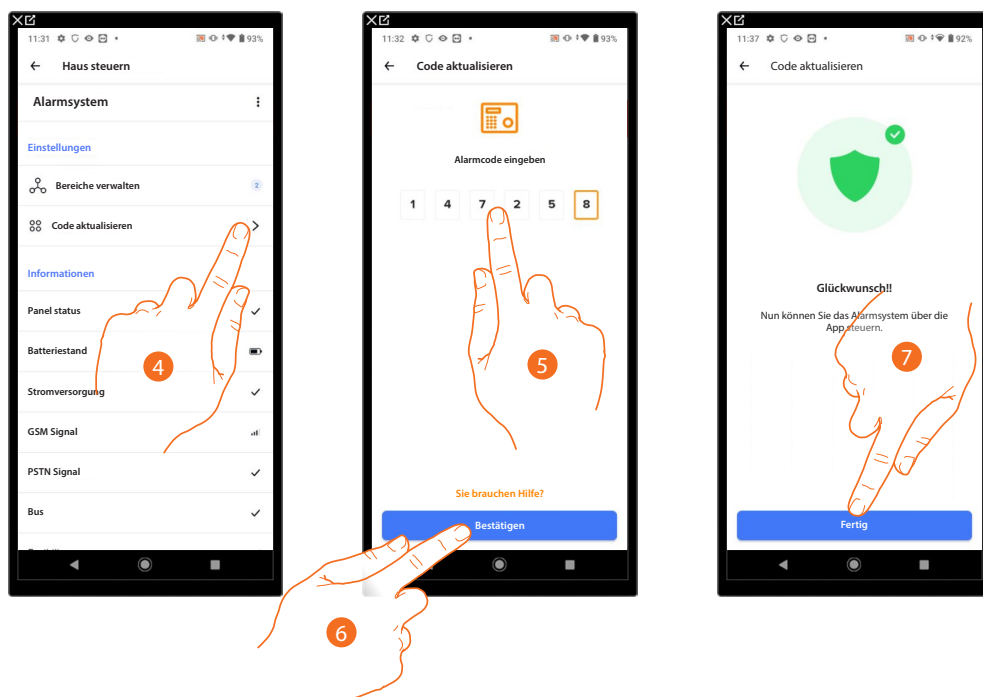 11:31
93%
Haus steuern
Alarmsystem
Einstellungen
Bereiche verwalten
2
Code aktualisieren
Informationen
Panel status
Batteriestand
Stromversorgung
GSM Signal
PSTN Signal
Bus
4
11:32
93%
Code aktualisieren
Alarmcode eingeben
1 4 7 2 5 8
5
Sie brauchen Hilfe?
Bestätigen
6
11:37
92%
Code aktualisieren
Glückwunsch!!
Nun können Sie das Alarmsystem über die
App steuern.
7
Fertig